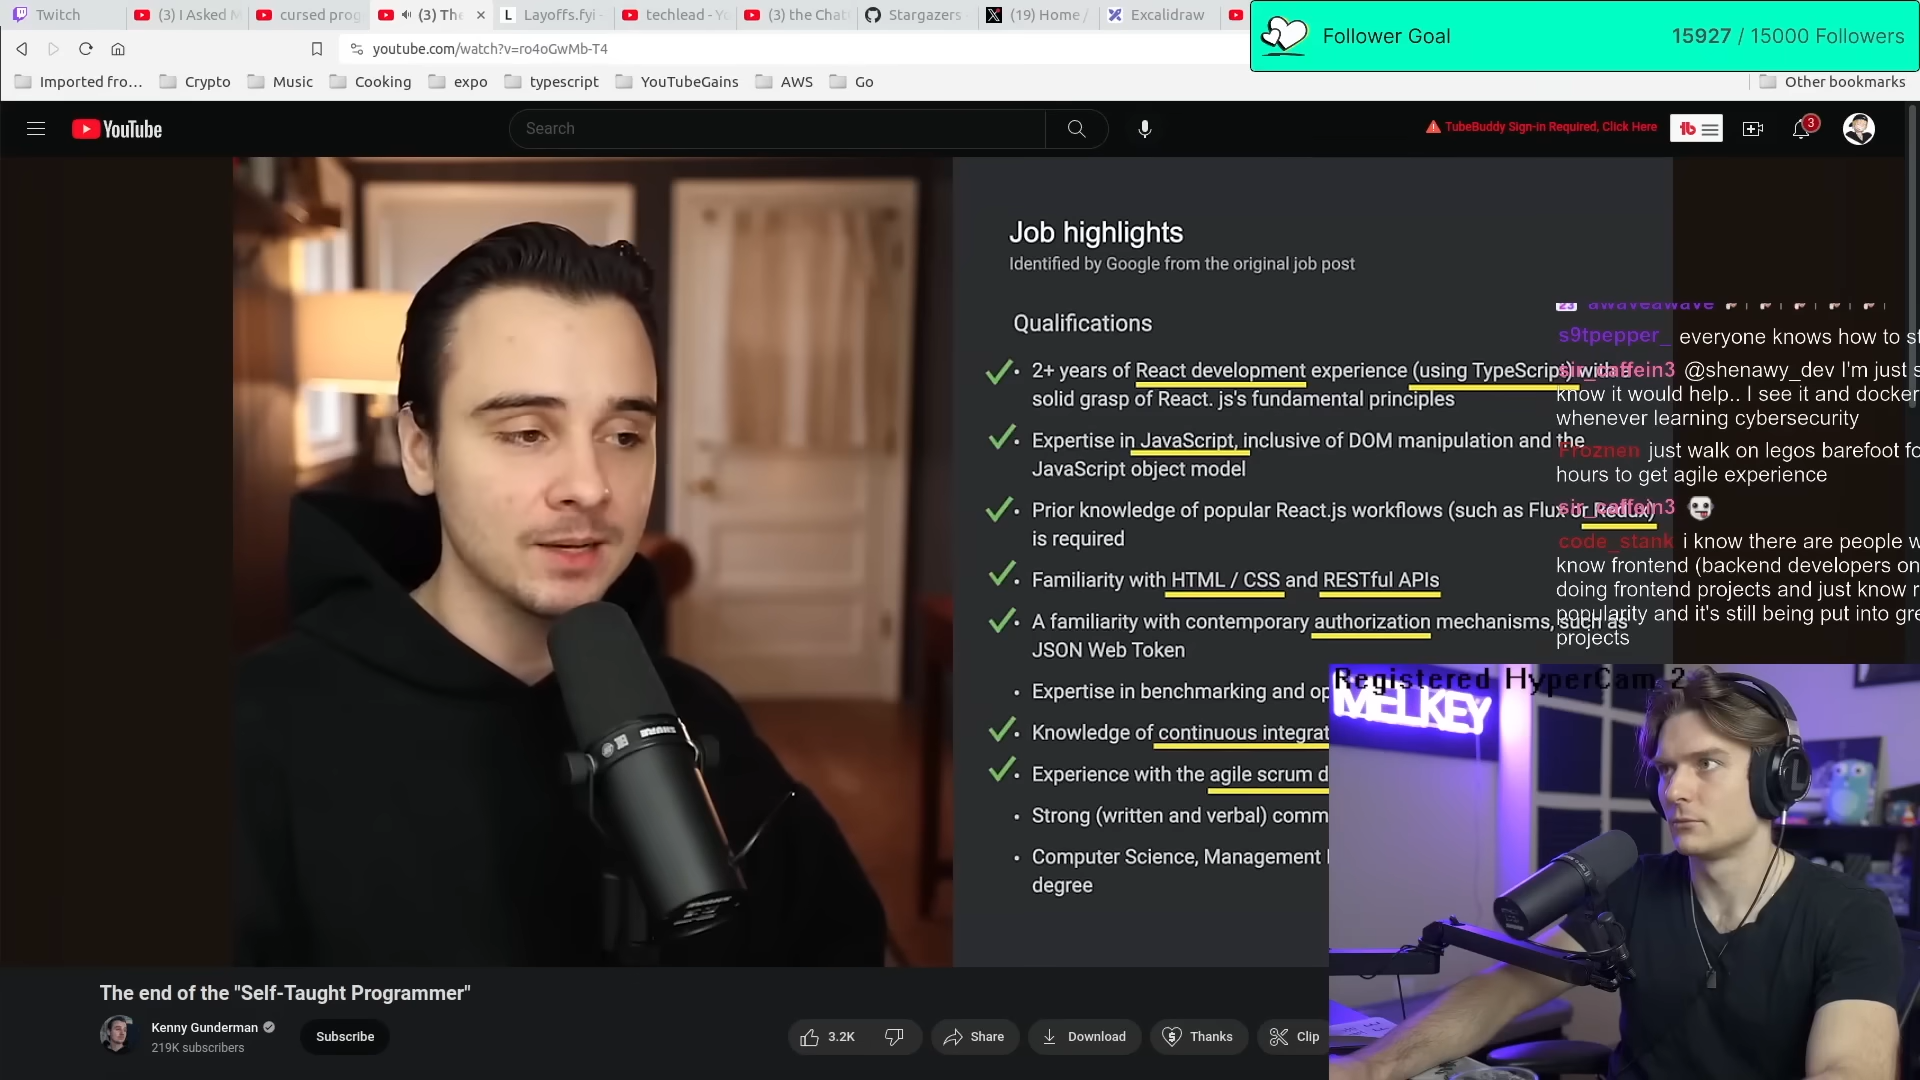 Twitch
(3) I Asked M
cursed prog
(3) The
Layoffs.fyi -
techlead - Yo
(3) the Chat
Stargazers
(19) Home /
Excalidraw
Follower Goal
15927 / 15000 Followers
youtube.com/watch?v=ro4oGwMb-T4
Imported fro...
Crypto
Music
Cooking
expo
typescript
YouTubeGains
AWS
Go
Other bookmarks
YouTube
Search
TubeBuddy Sign-in Required, Click Here
tb
3
Job highlights
Identified by Google from the original job post
Qualifications
2+ years of React development experience (using TypeScript) with a
solid grasp of React. js's fundamental principles
Expertise in JavaScript, inclusive of DOM manipulation and the
JavaScript object model
Prior knowledge of popular React.js workflows (such as Flux or Redux)
is required
Familiarity with HTML / CSS and RESTful APIs
A familiarity with contemporary authorization mechanisms, such as
JSON Web Token
Expertise in benchmarking and op
Knowledge of continuous integrat
Experience with the agile scrum d
Strong (written and verbal) comm
Computer Science, Management
degree
23 awaveawave
s9tpepper_ everyone knows how to st
sir_caffein3 @shenawy_dev I'm just s
know it would help.. I see it and docker
whenever learning cybersecurity
Froznen just walk on legos barefoot fo
hours to get agile experience
sir_caffein3
code_stank i know there are people w
know frontend (backend developers on
doing frontend projects and just know r
popularity and it's still being put into gre
projects
Registered HyperCam 2
MELKEY
SHURE
The end of the "Self-Taught Programmer"
Kenny Gunderman
219K subscribers
Subscribe
3.2K
Share
Download
Thanks
Clip